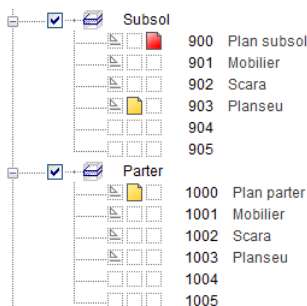 Subsol
900 Plan subsol
901 Mobilier
902 Scara
903 Planseu
904
905
Parter
1000 Plan parter
1001 Mobilier
1002 Scara
1003 Planseu
1004
1005